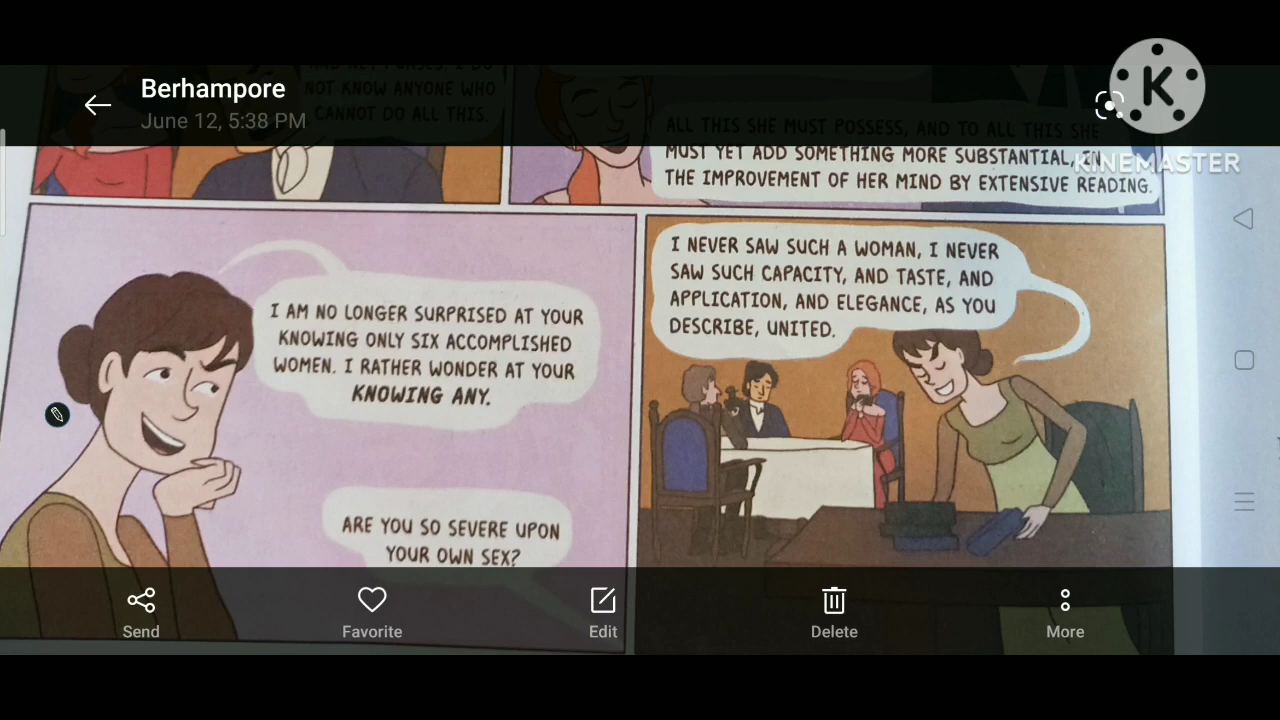 Berhampore
June 12, 5:38 PM
NOT KNOW ANYONE WHO
CANNOT DO ALL THIS.
ALL THIS SHE MUST POSSESS, AND TO ALL THIS SHE
MUST YET ADD SOMETHING MORE SUBSTANTIAL, IN
THE IMPROVEMENT OF HER MIND BY EXTENSIVE READING.
K
KINEMASTER
I AM NO LONGER SURPRISED AT YOUR
KNOWING ONLY SIX ACCOMPLISHED
WOMEN. I RATHER WONDER AT YOUR
KNOWING ANY.
ARE YOU SO SEVERE UPON
YOUR OWN SEX?
I NEVER SAW SUCH A WOMAN, I NEVER
SAW SUCH CAPACITY, AND TASTE, AND
APPLICATION, AND ELEGANCE, AS YOU
DESCRIBE, UNITED.
Send
Favorite
Edit
Delete
More